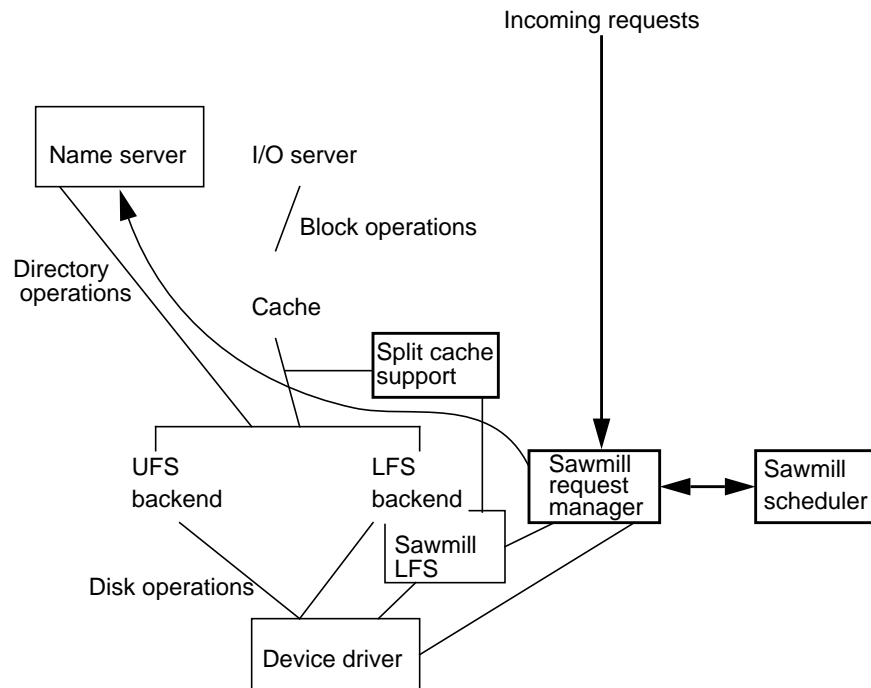 Incoming requests
Name server
I/O server
Block operations
Directory
operations
Cache
Split cache
support
UFS
backend
LFS
backend
Sawmill
request
manager
Sawmill
scheduler
Sawmill
LFS
Disk operations
Device driver